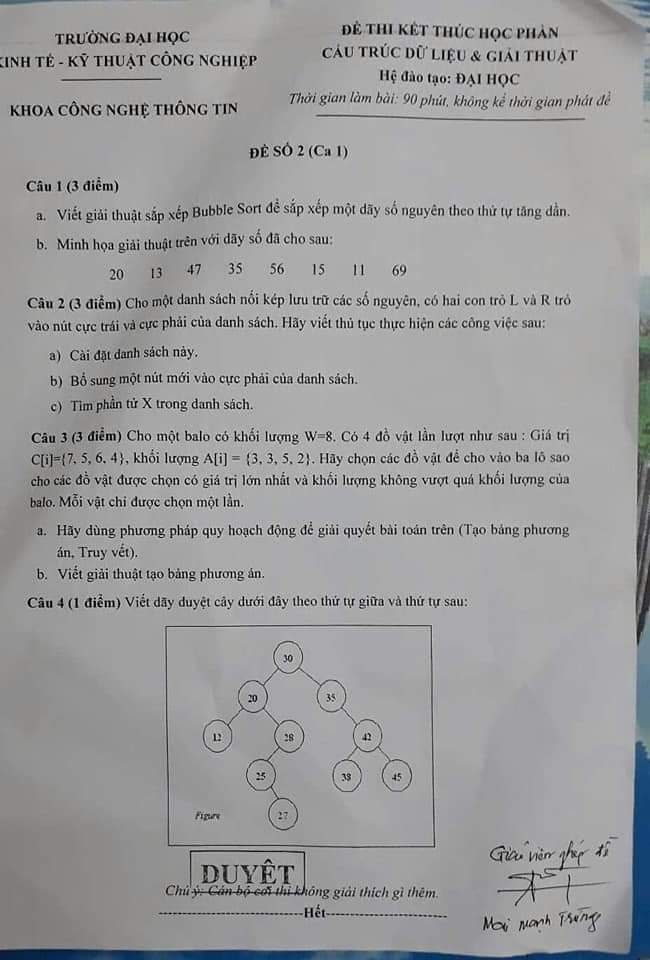 TRƯỜNG ĐẠI HỌC
KINH TẾ - KỸ THUẬT CÔNG NGHIỆP
KHOA CÔNG NGHỆ THÔNG TIN
ĐỀ THI KẾT THÚC HỌC PHẦN
CẤU TRÚC DỮ LIỆU & GIẢI THUẬT
Hệ đào tạo: ĐẠI HỌC
Thời gian làm bài: 90 phút, không kể thời gian phát đề
ĐỀ SỐ 2 (Ca 1)
Câu 1 (3 điểm)
a. Viết giải thuật sắp xếp Bubble Sort để sắp xếp một dãy số nguyên theo thứ tự tăng dần.
b. Minh họa giải thuật trên với dãy số đã cho sau:
20 13 47 35 56 15 11 69
Câu 2 (3 điểm) Cho một danh sách nối kép lưu trữ các số nguyên, có hai con trỏ L và R trỏ
vào nút cực trái và cực phải của danh sách. Hãy viết thủ tục thực hiện các công việc sau:
a) Cài đặt danh sách này.
b) Bổ sung một nút mới vào cực phải của danh sách.
c) Tìm phần tử X trong danh sách.
Câu 3 (3 điểm) Cho một balo có khối lượng W=8. Có 4 đồ vật lần lượt như sau : Giá trị
C[i]={7, 5, 6, 4}, khối lượng A[i] = {3, 3, 5, 2}. Hãy chọn các đồ vật để cho vào ba lô sao
cho các đồ vật được chọn có giá trị lớn nhất và khối lượng không vượt quá khối lượng của
balo. Mỗi vật chỉ được chọn một lần.
a. Hãy dùng phương pháp quy hoạch động để giải quyết bài toán trên (Tạo bảng phương
án, Truy vết).
b. Viết giải thuật tạo bảng phương án.
Câu 4 (1 điểm) Viết dãy duyệt cây dưới đây theo thứ tự giữa và thứ tự sau:
30
20 35
12 28 42
25 38 45
27
Figure
DUYỆT
Chú ý: Cán bộ coi thi không giải thích gì thêm.
Hết
Giáo viên ghép đề
Mai Mạnh Trừng